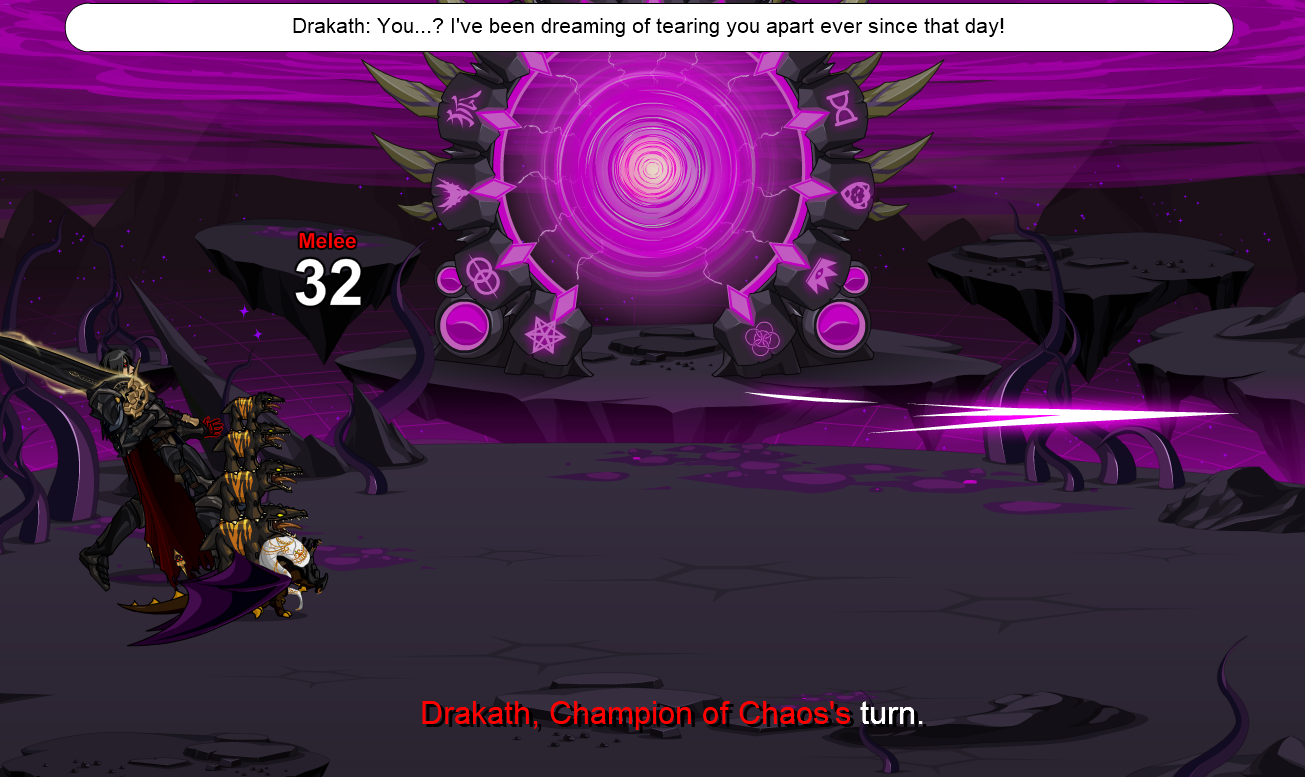 Drakath: You...? I've been dreaming of tearing you apart ever since that day!
Melee
32
Drakath, Champion of Chaos's turn.